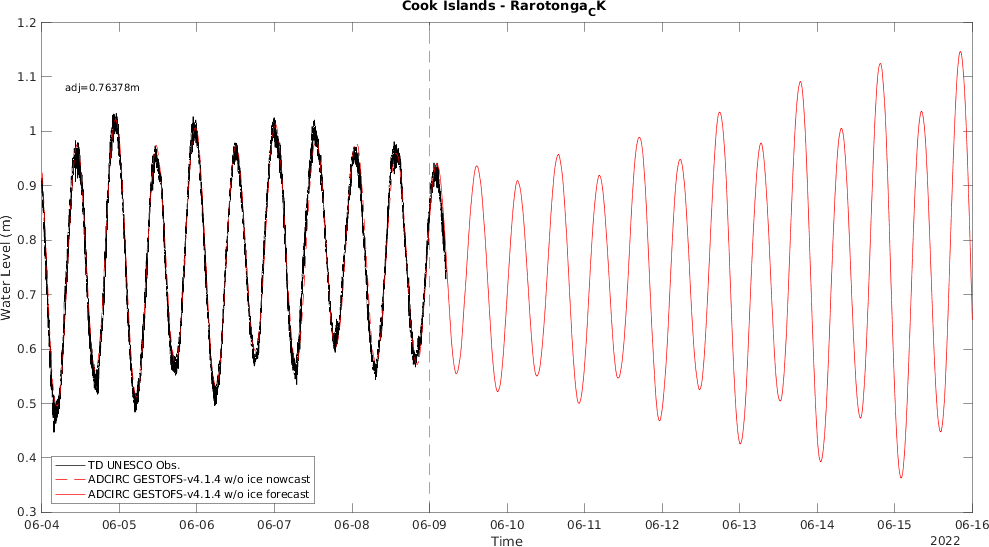 Cook Islands - Rarotonga_CK
1.2
1.1
1
0.9
0.8
0.7
0.6
0.5
0.4
0.3
Water Level (m)
adj=0.76378m
TD UNESCO Obs.
ADCIRC GESTOFS-v4.1.4 w/o ice nowcast
ADCIRC GESTOFS-v4.1.4 w/o ice forecast
06-04 06-05 06-06 06-07 06-08 06-09 06-10 06-11 06-12 06-13 06-14 06-15 06-16
Time
2022